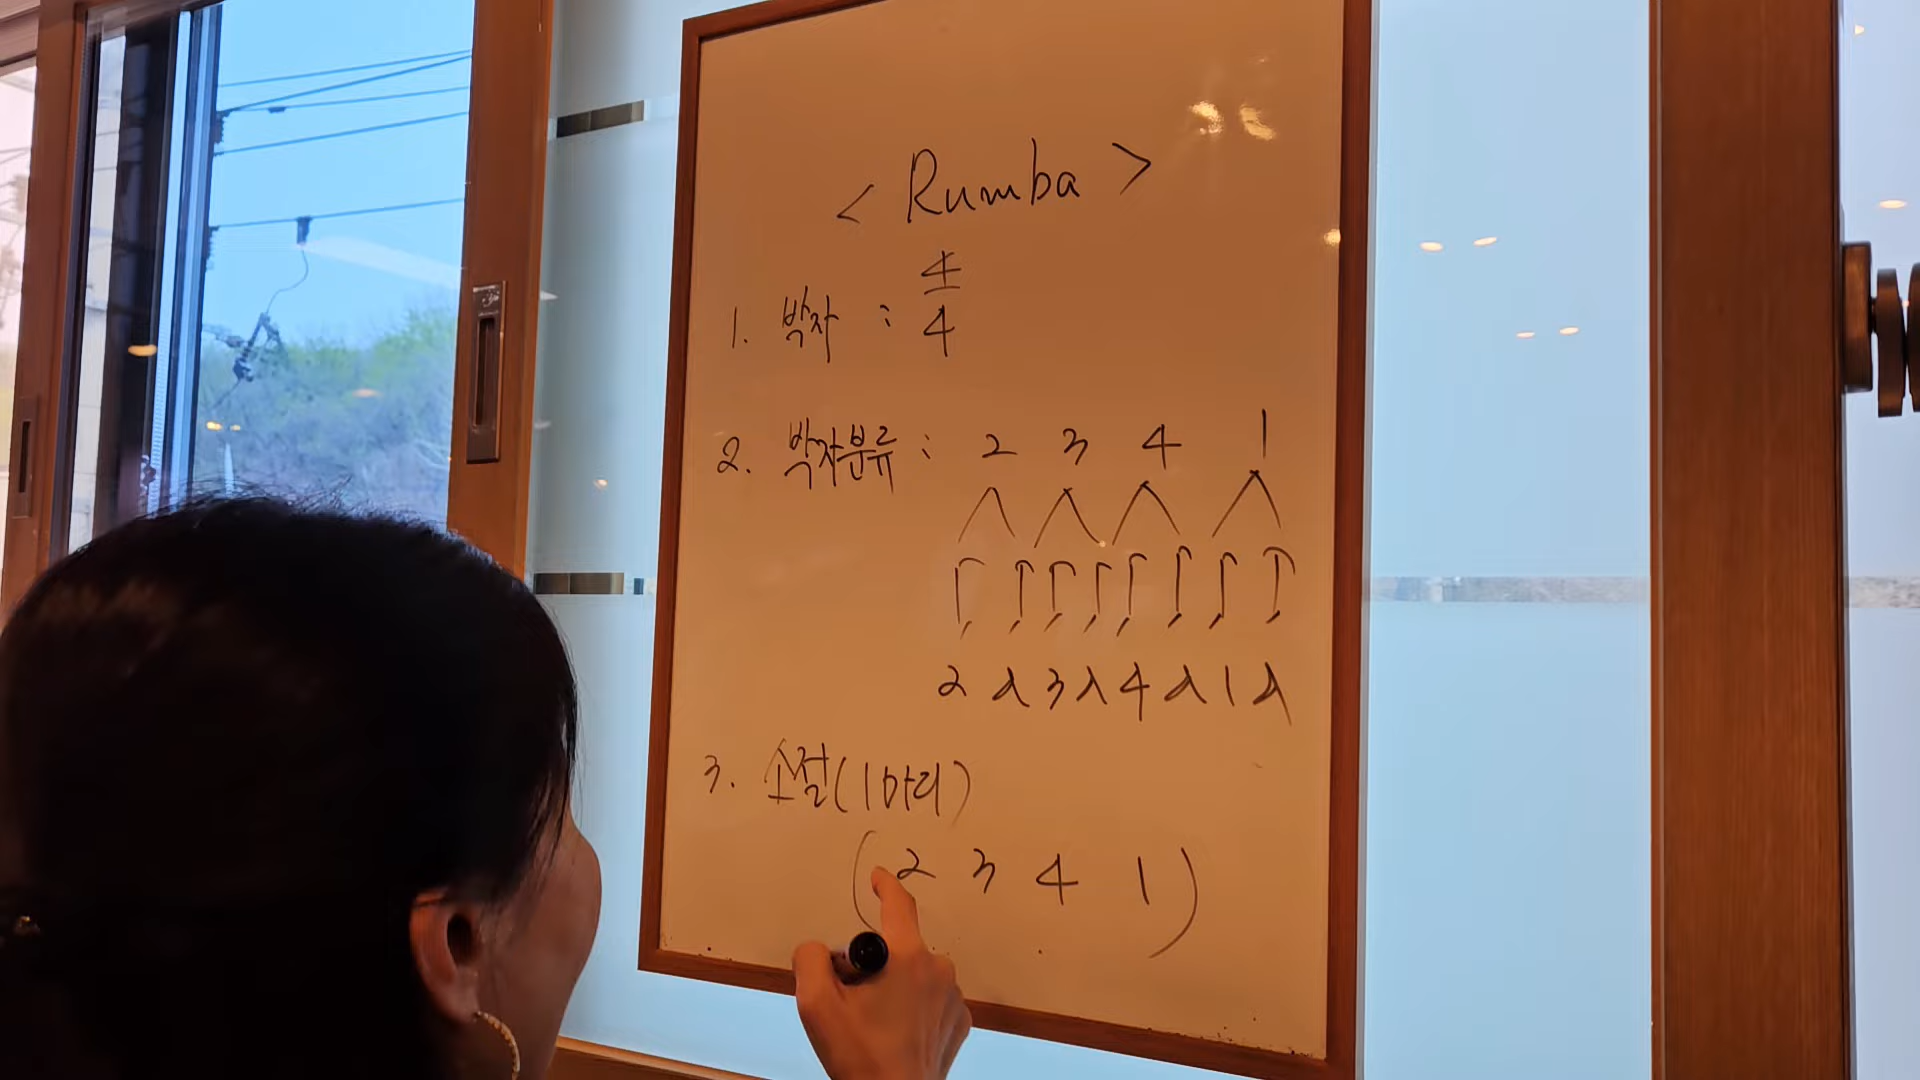 < Rumba >
1. 박자 : 4/4
2. 박자분류 : 2 3 4 1
2 & 3 & 4 & 1 &
3. 소절(1마디)
(2 3 4 1)